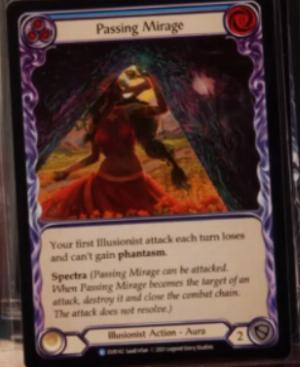 Passing Mirage
Your first Illusionist attack each turn loses
and can't gain phantasm.
Spectra (Passing Mirage can be attacked.
When Passing Mirage becomes the target of an
attack, destroy it and close the combat chain.
The attack does not resolve.)
Illusionist Action - Aura
2